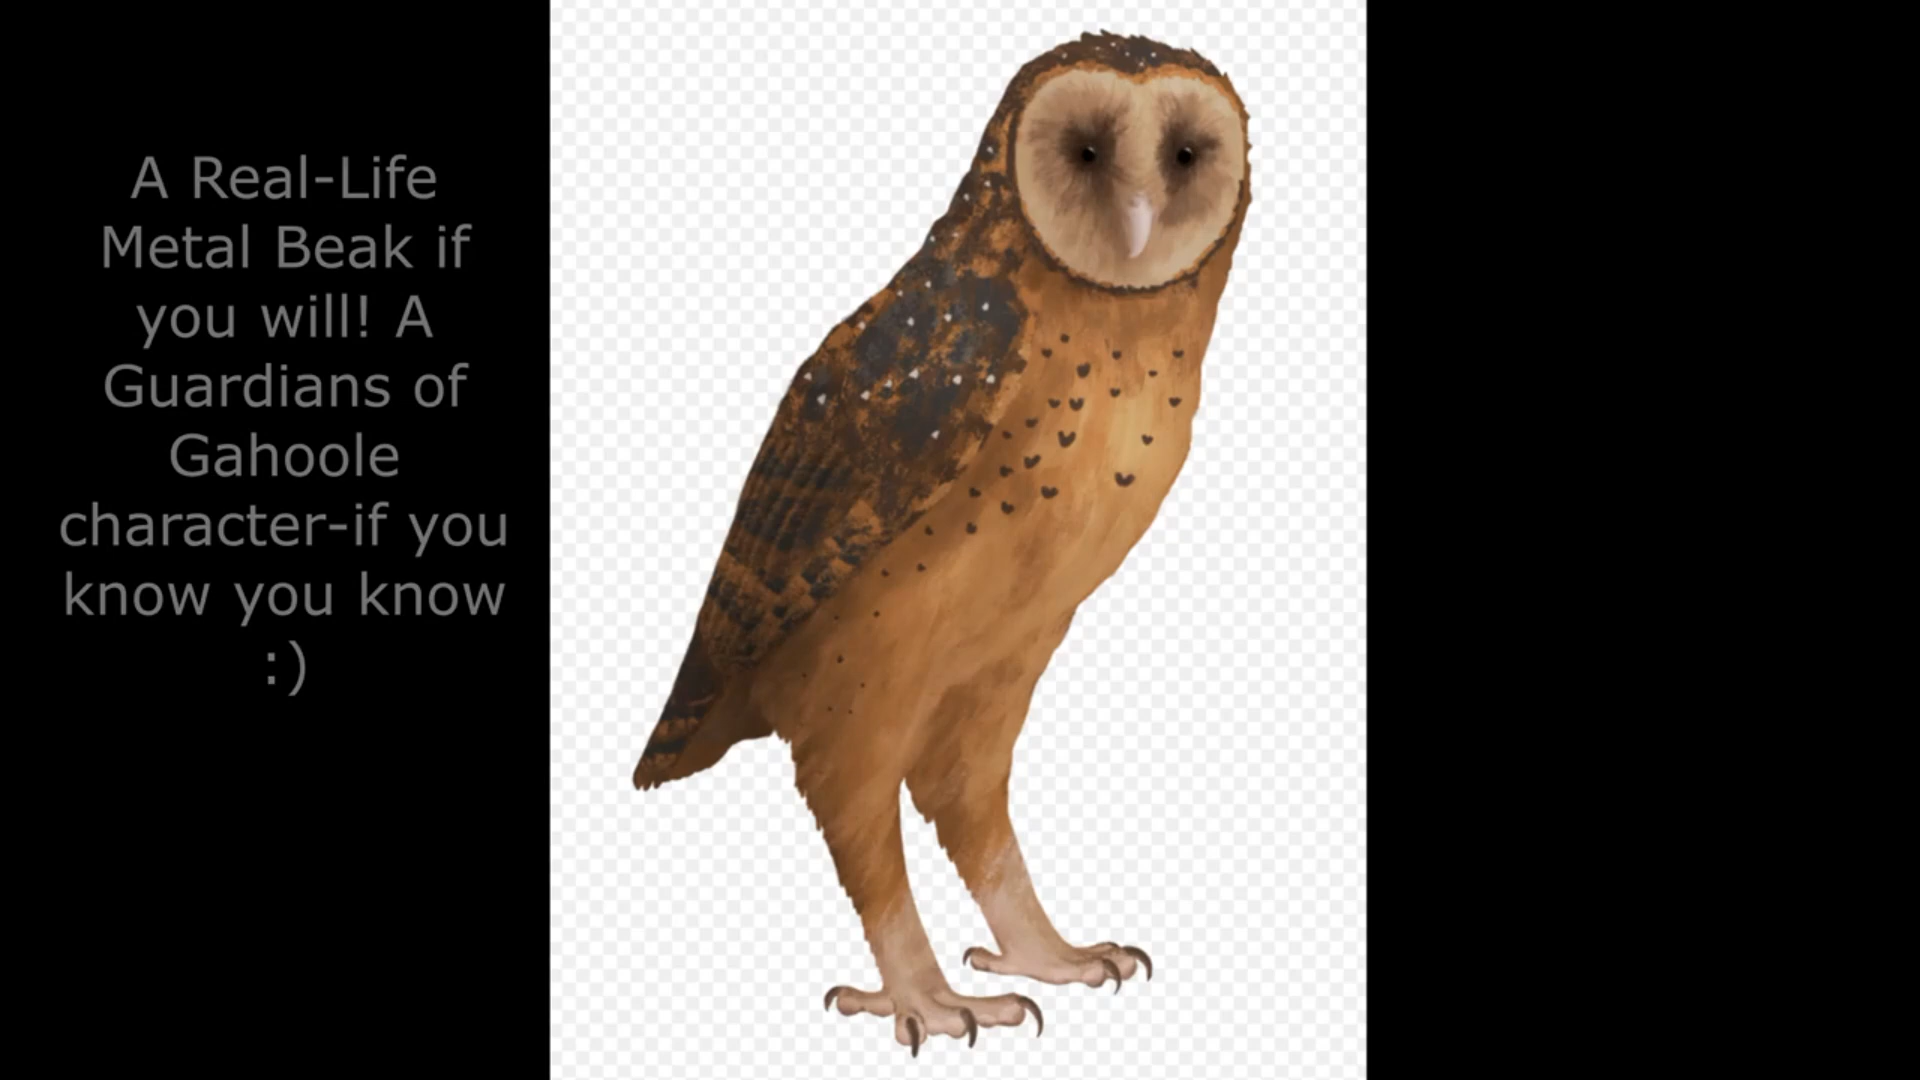 A Real-Life
Metal Beak if
you will! A
Guardians of
Gahoole
character-if you
know you know
:)